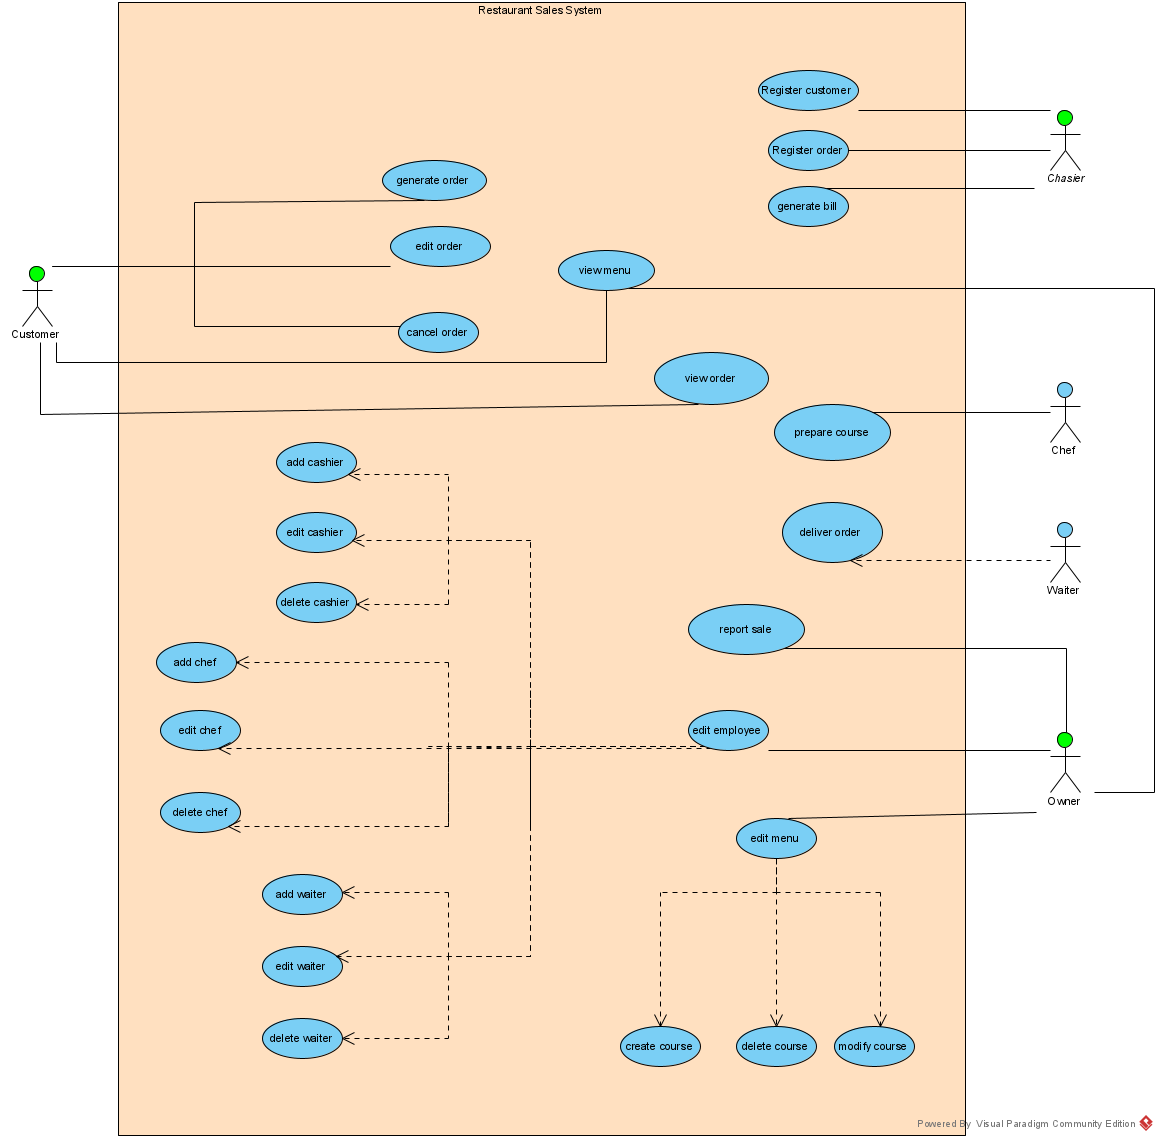 Restaurant Sales System
Register customer
Register order
Chasier
generate order
generate bill
edit order
view menu
Customer
cancel order
view order
prepare course
Chef
add cashier
edit cashier
deliver order
delete cashier
Waiter
report sale
add chef
edit chef
edit employee
Owner
delete chef
edit menu
add waiter
edit waiter
delete waiter
create course
delete course
modify course
Powered By Visual Paradigm Community Edition